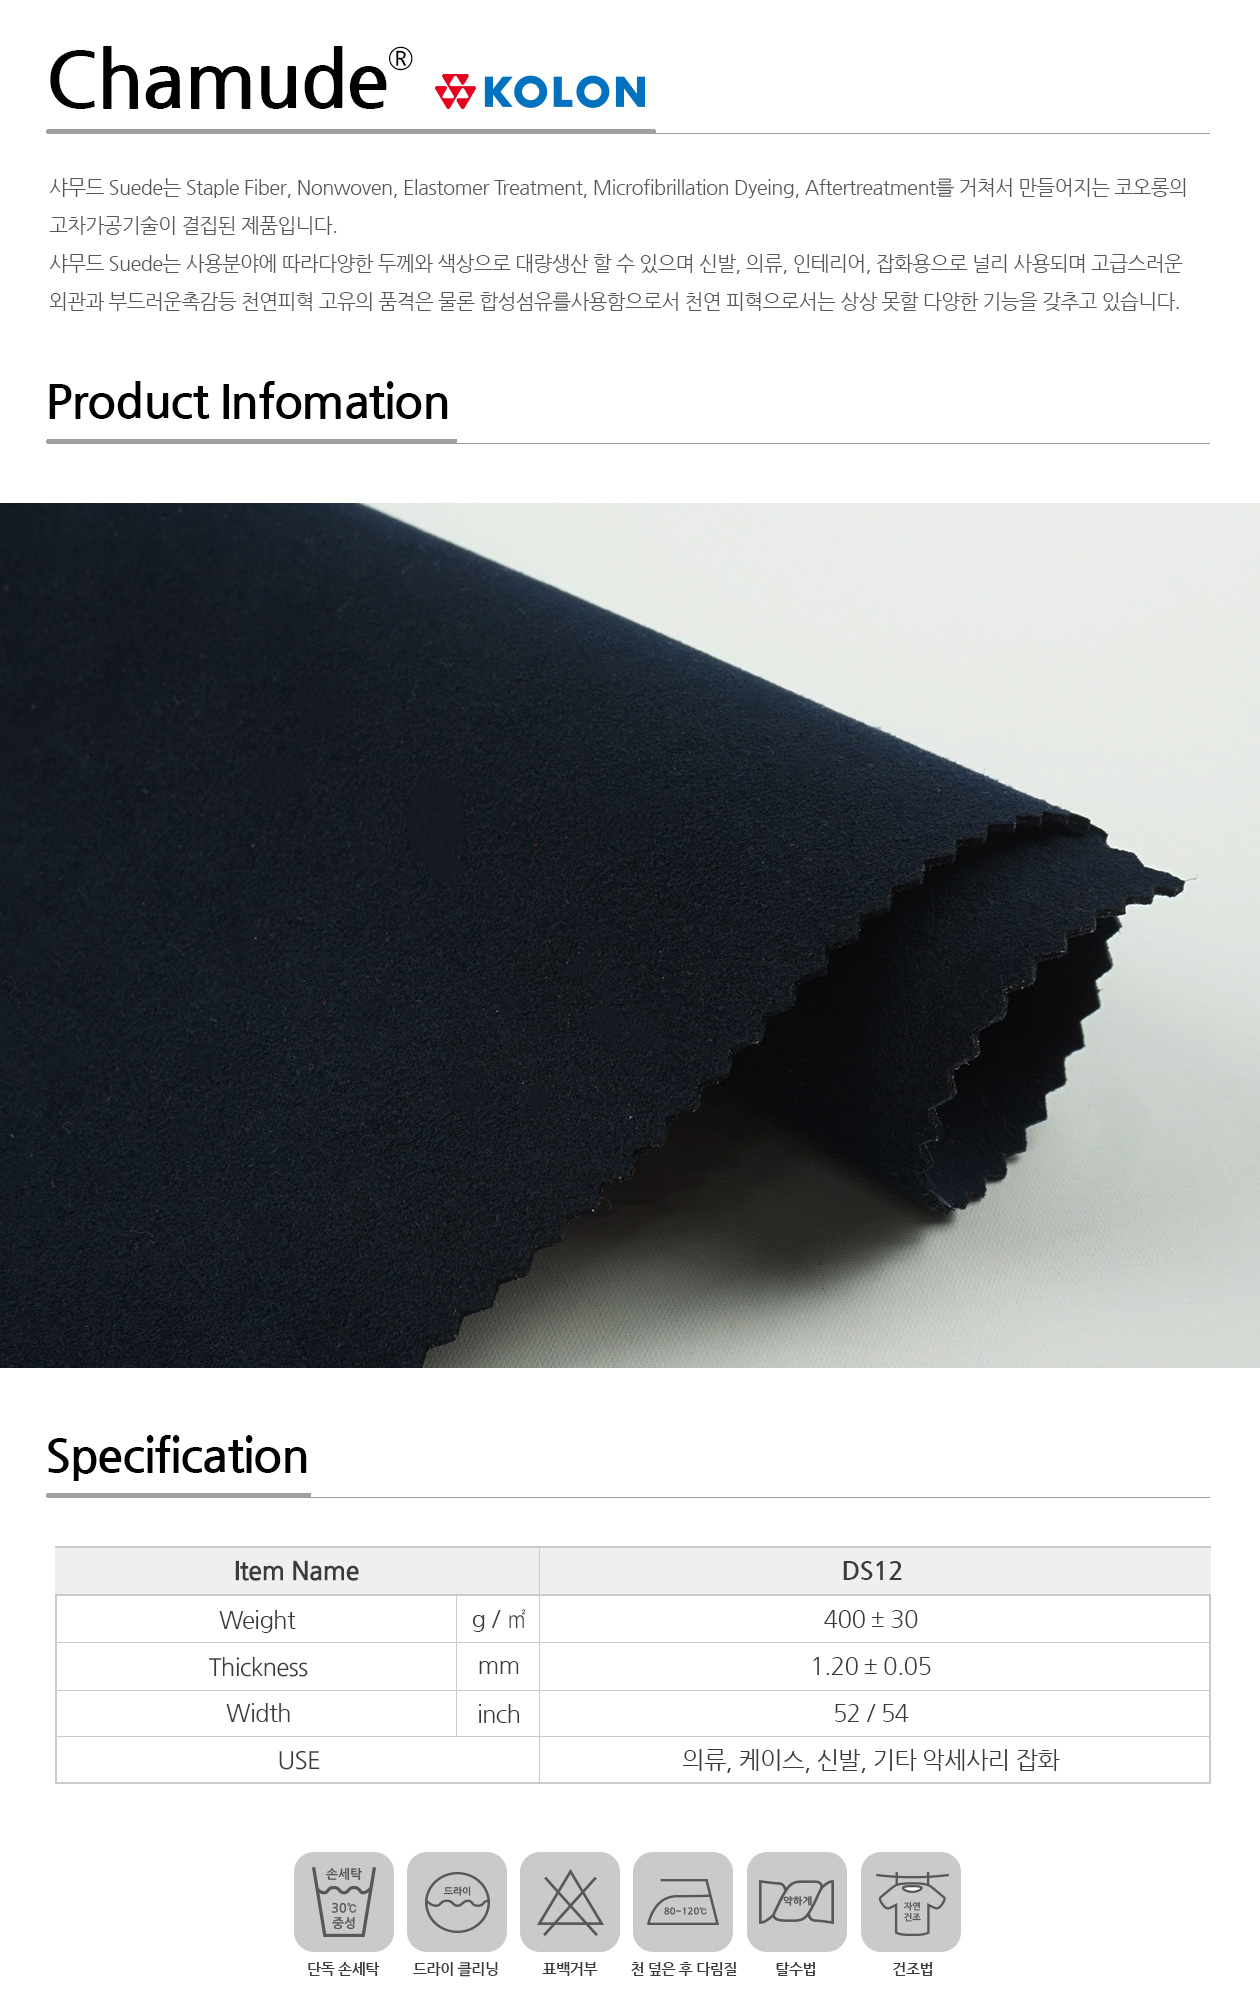 Chamude® KOLON
샤무드 Suede는 Staple Fiber, Nonwoven, Elastomer Treatment, Microfibrillation Dyeing, Aftertreatment를 거쳐서 만들어지는 코오롱의
고차가공기술이 결집된 제품입니다.
샤무드 Suede는 사용분야에 따라다양한 두께와 색상으로 대량생산 할 수 있으며 신발, 의류, 인테리어, 잡화용으로 널리 사용되며 고급스러운
외관과 부드러운촉감등 천연피혁 고유의 품격은 물론 합성섬유를사용함으로서 천연 피혁으로서는 상상 못할 다양한 기능을 갖추고 있습니다.
Product Infomation
Specification
Item Name DS12
Weight g / ㎡ 400 ± 30
Thickness mm 1.20 ± 0.05
Width inch 52 / 54
USE 의류, 케이스, 신발, 기타 악세사리 잡화
손세탁
30℃
중성
드라이
80~120℃
약하게
자연
건조
단독 손세탁 드라이 클리닝 표백거부 천 덮은 후 다림질 탈수법 건조법